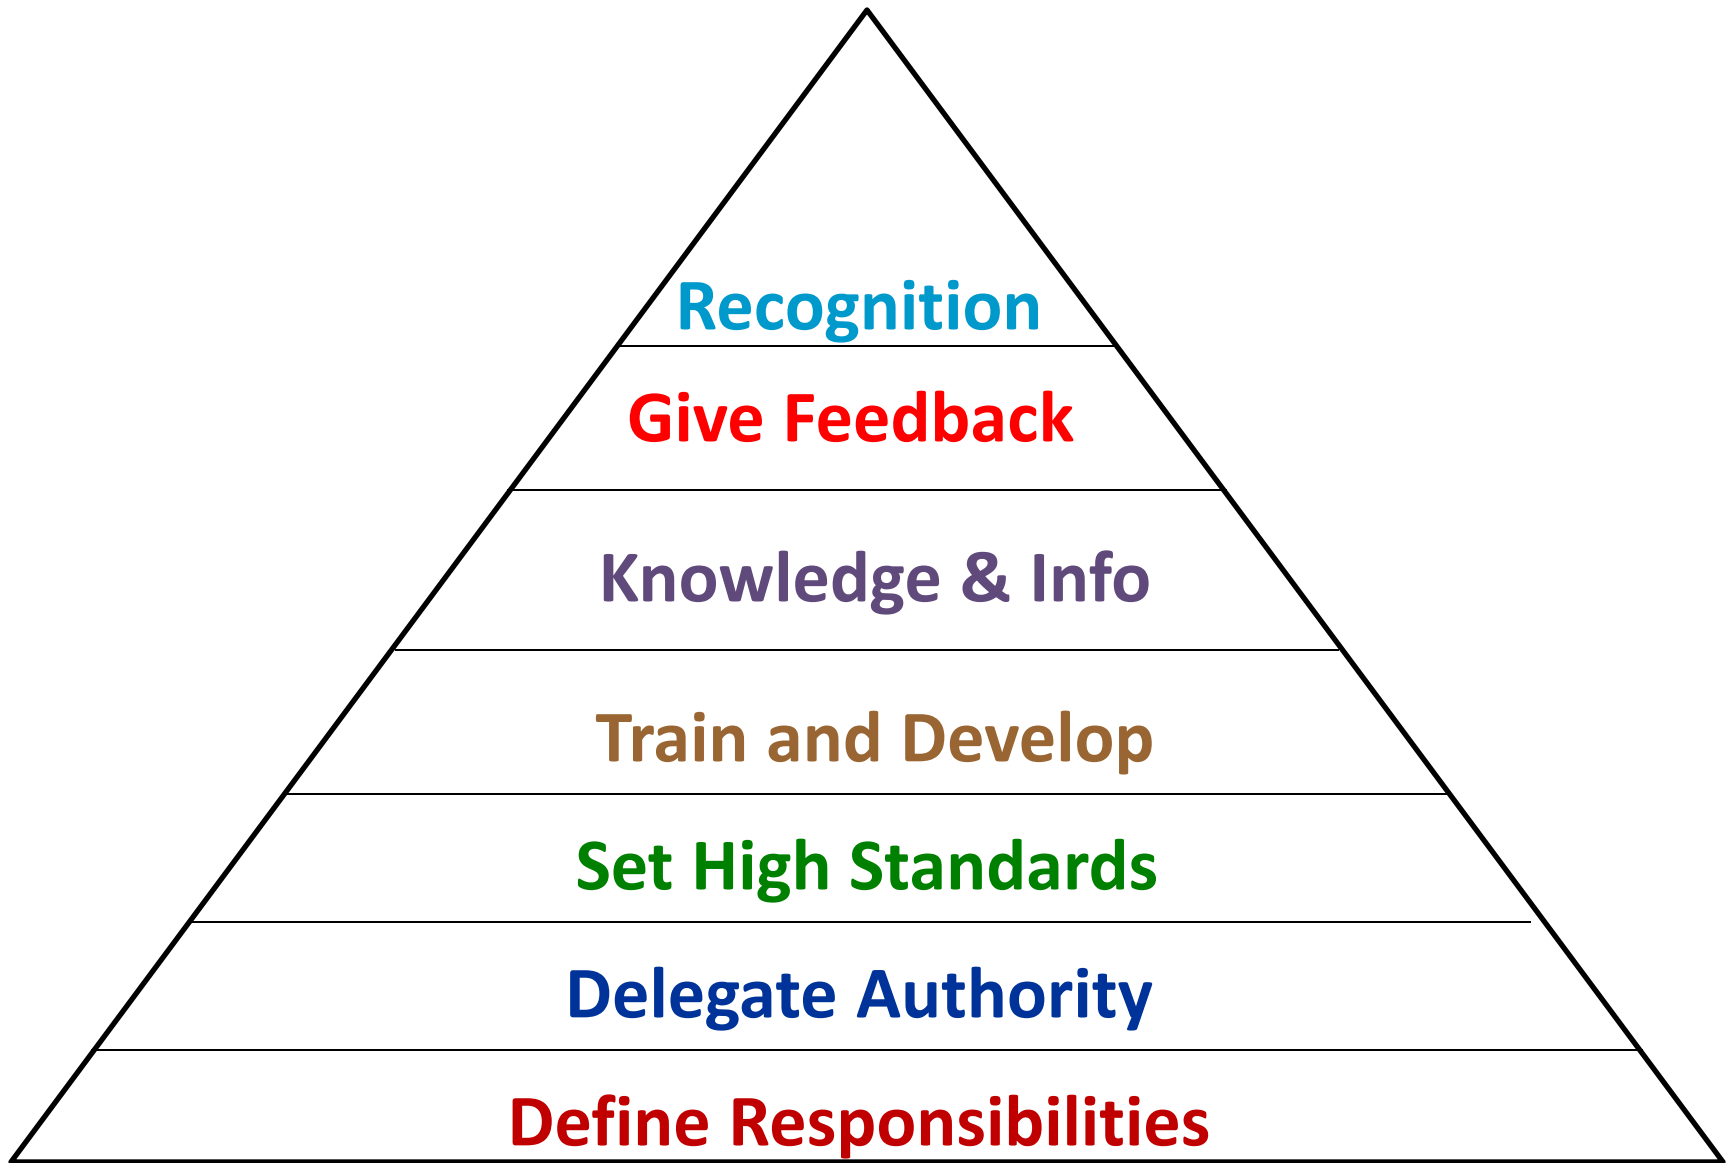 Recognition
Give Feedback
Knowledge & Info
Train and Develop
Set High Standards
Delegate Authority
Define Responsibilities